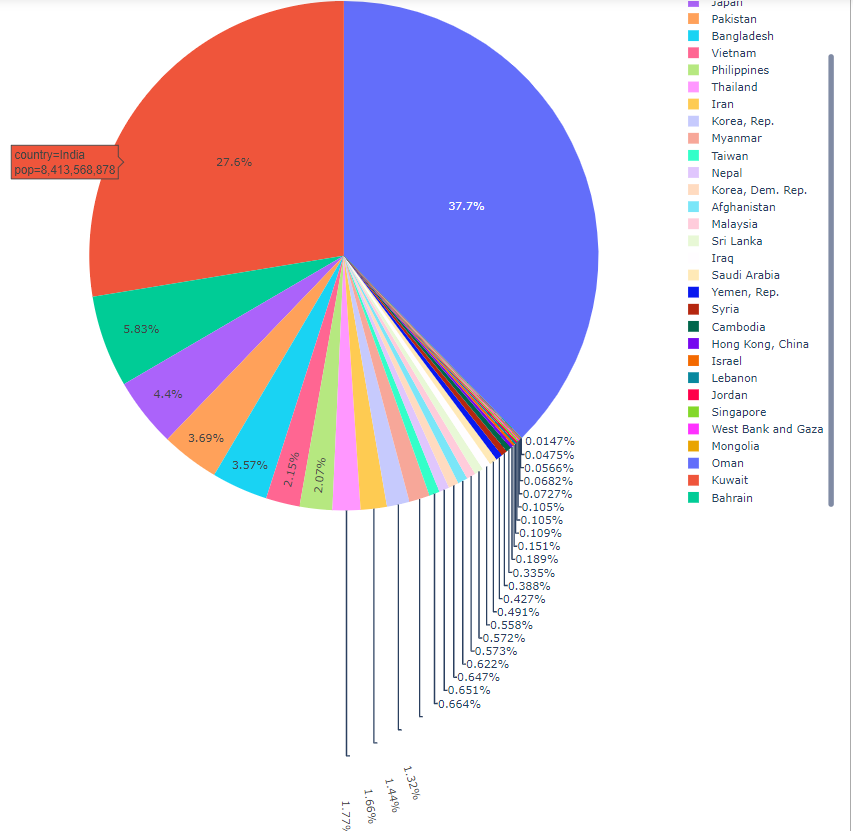 Japan
Pakistan
Bangladesh
Vietnam
Philippines
Thailand
Iran
Korea, Rep.
Myanmar
Taiwan
Nepal
Korea, Dem. Rep.
Afghanistan
Malaysia
Sri Lanka
Iraq
Saudi Arabia
Yemen, Rep.
Syria
Cambodia
Hong Kong, China
Israel
Lebanon
Jordan
Singapore
West Bank and Gaza
Mongolia
Oman
Kuwait
Bahrain
country=India
pop=8,413,568,878
27.6%
37.7%
5.83%
4.4%
3.69%
3.57%
2.15%
2.07%
1.77%
1.66%
1.44%
1.32%
0.0147%
0.0475%
0.0566%
0.0682%
0.0727%
0.105%
0.105%
0.109%
0.151%
0.189%
0.335%
0.388%
0.427%
0.491%
0.558%
0.572%
0.573%
0.622%
0.647%
0.651%
0.664%